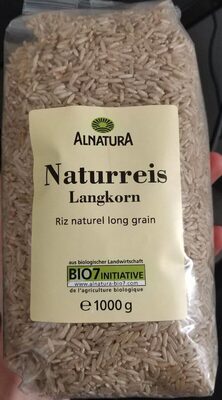 ALNATURA
Naturreis
Langkorn
Riz naturel long grain
aus biologischer Landwirtschaft
BIO7 INITIATIVE
www.alnatura-bio7.com
de l'agriculture biologique
e 1000 g